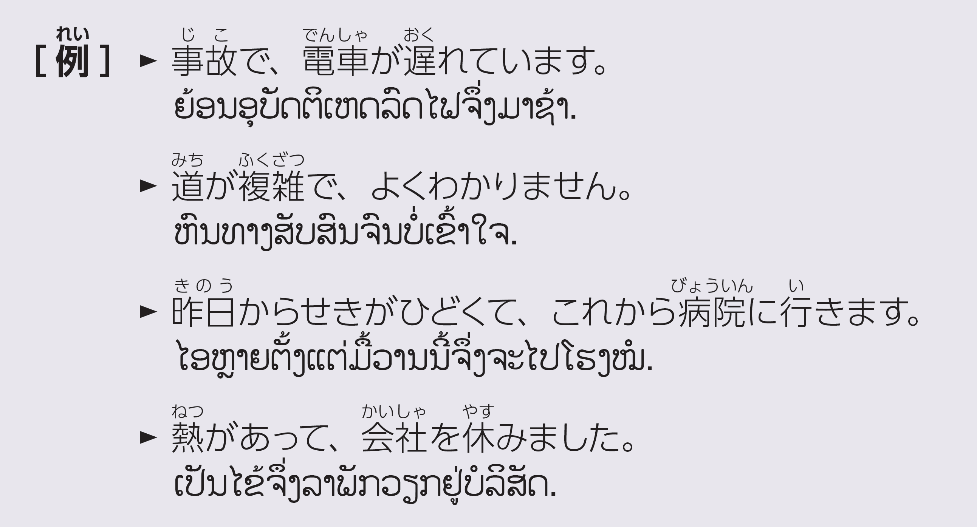 れい
[例] ► 事故で、電車が遅れています。
じこ でんしゃ おく
ຍ້ອນອຸບັດຕິເຫດລົດໄຟຈຶ່ງມາຊ້າ.
みち ふくざつ
► 道が複雑で、よくわかりません。
ຫົນທາງສັບສົນຈົນບໍ່ເຂົ້າໃຈ.
きのう びょういん い
► 昨日からせきがひどくて、これから病院に行きます。
ໄອຫຼາຍຕັ້ງແຕ່ມື້ວານນີ້ຈຶ່ງຈະໄປໂຮງໝໍ.
ねつ かいしゃ やす
► 熱があって、会社を休みました。
ເປັນໄຂ້ຈຶ່ງລາພັກວຽກຢູ່ບໍລິສັດ.